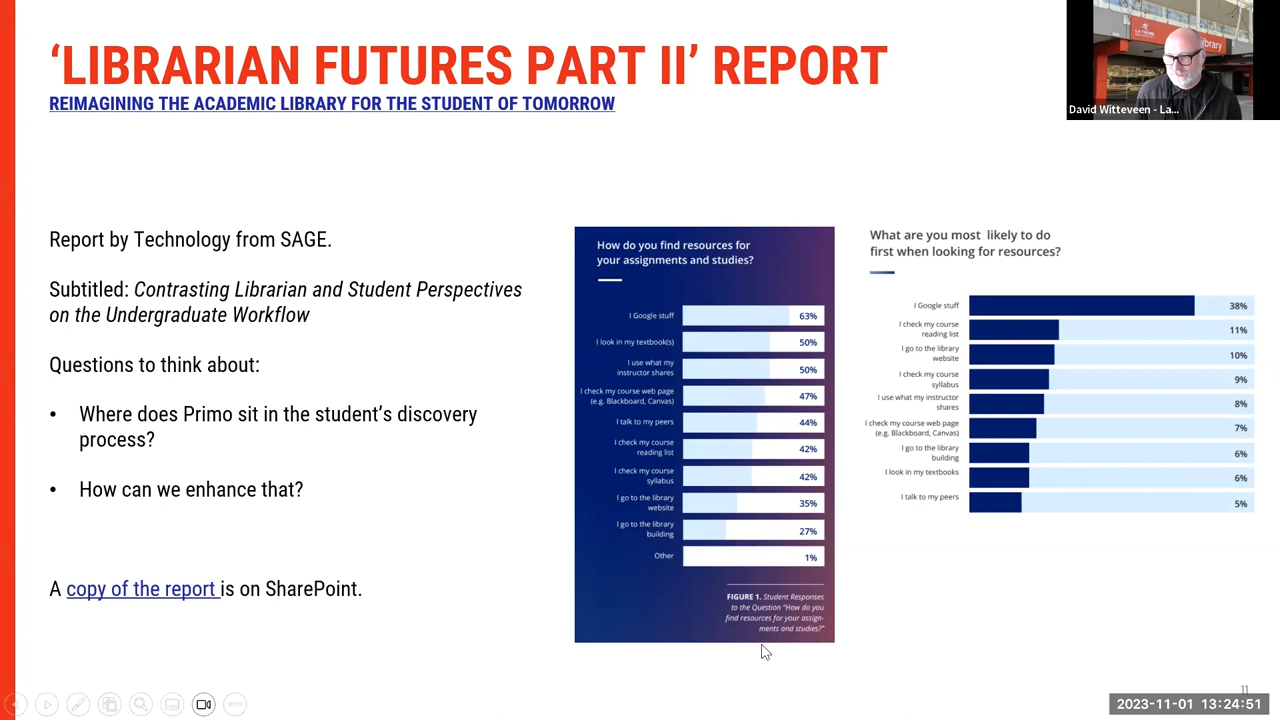 ‘LIBRARIAN FUTURES PART II’ REPORT
REIMAGINING THE ACADEMIC LIBRARY FOR THE STUDENT OF TOMORROW
David Witteveen - La...
Report by Technology from SAGE.
Subtitled: Contrasting Librarian and Student Perspectives
on the Undergraduate Workflow
Questions to think about:
• Where does Primo sit in the student’s discovery
process?
• How can we enhance that?
A copy of the report is on SharePoint.
How do you find resources for
your assignments and studies?
I Google stuff 63%
I look in my textbook(s) 50%
I use what my
instructor shares 50%
I check my course web page
(e.g. Blackboard, Canvas) 47%
I talk to my peers 44%
I check my course
reading list 42%
I check my course
syllabus 42%
I go to the library
website 35%
I go to the library
building 27%
Other 1%
FIGURE 1. Student Responses
to the Question “How do you
find resources for your assign-
ments and studies?”
What are you most likely to do
first when looking for resources?
I Google stuff 38%
I check my course
reading list 11%
I go to the library
website 10%
I check my course
syllabus 9%
I use what my instructor
shares 8%
I check my course web page
(e.g. Blackboard, Canvas) 7%
I go to the library
building 6%
I look in my textbooks 6%
I talk to my peers 5%
11
2023-11-01 13:24:51